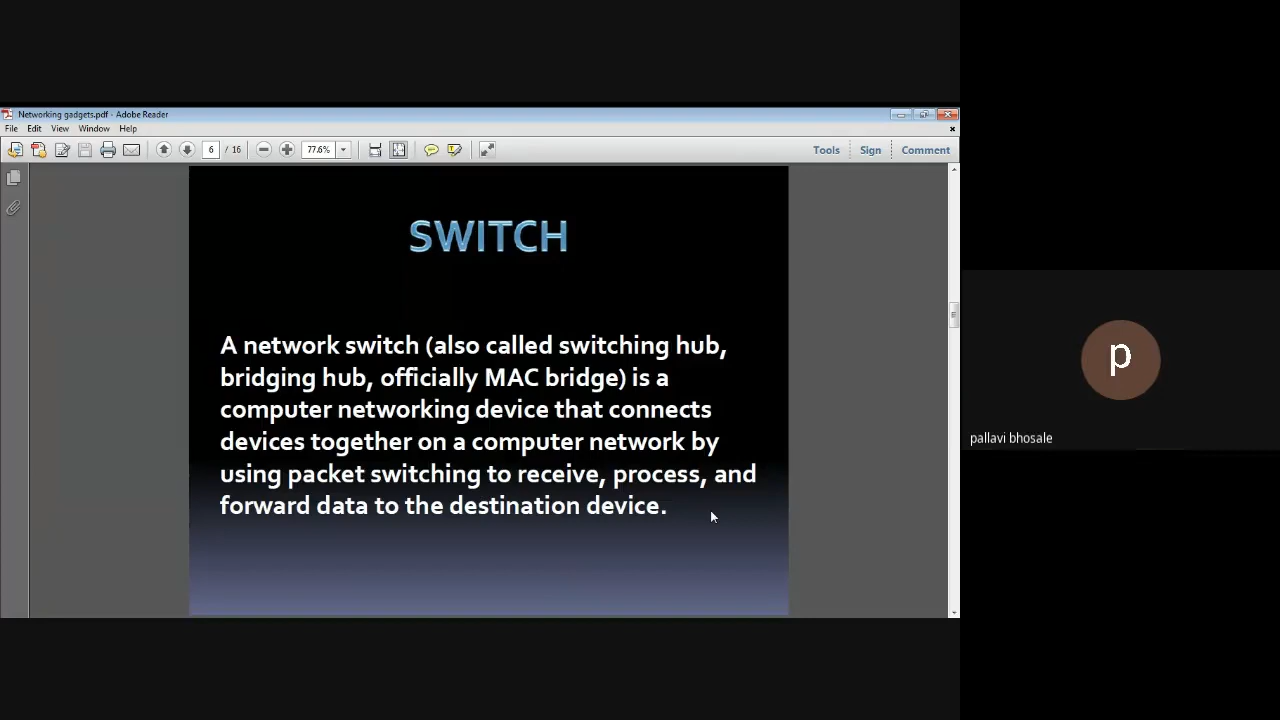 Networking gadgets.pdf - Adobe Reader
File Edit View Window Help
6 / 16 77.6% Tools Sign Comment
SWITCH
A network switch (also called switching hub,
bridging hub, officially MAC bridge) is a
computer networking device that connects
devices together on a computer network by
using packet switching to receive, process, and
forward data to the destination device.
p
pallavi bhosale